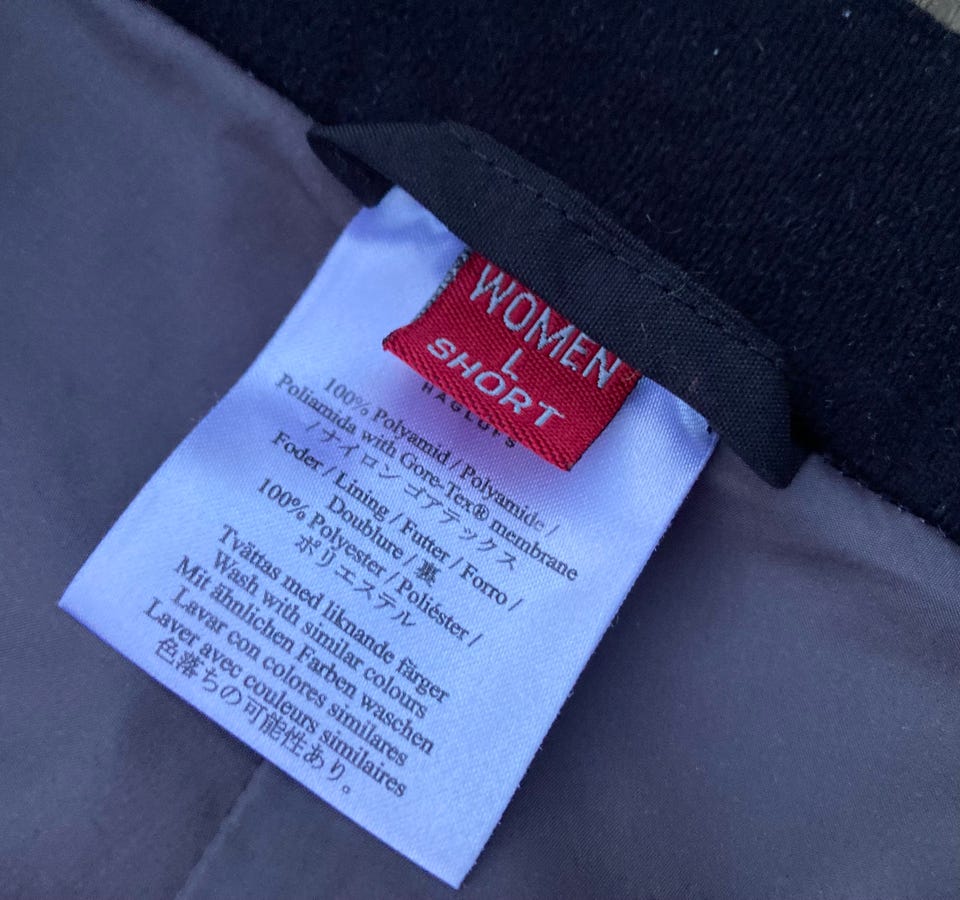 WOMEN
L
SHORT
HAGLÖFS
100% Polyamid / Polyamide /
Poliamida with Gore-Tex® membrane
/ ナイロン ゴアテックス
Foder / Lining / Futter / Forro /
Doublure / 裏
100% Polyester / Poliéster /
ポリエステル
Tvättas med liknande färger
Wash with similar colours
Mit ähnlichen Farben waschen
Lavar con colores similares
Laver avec couleurs similaires
色落ちの可能性あり。